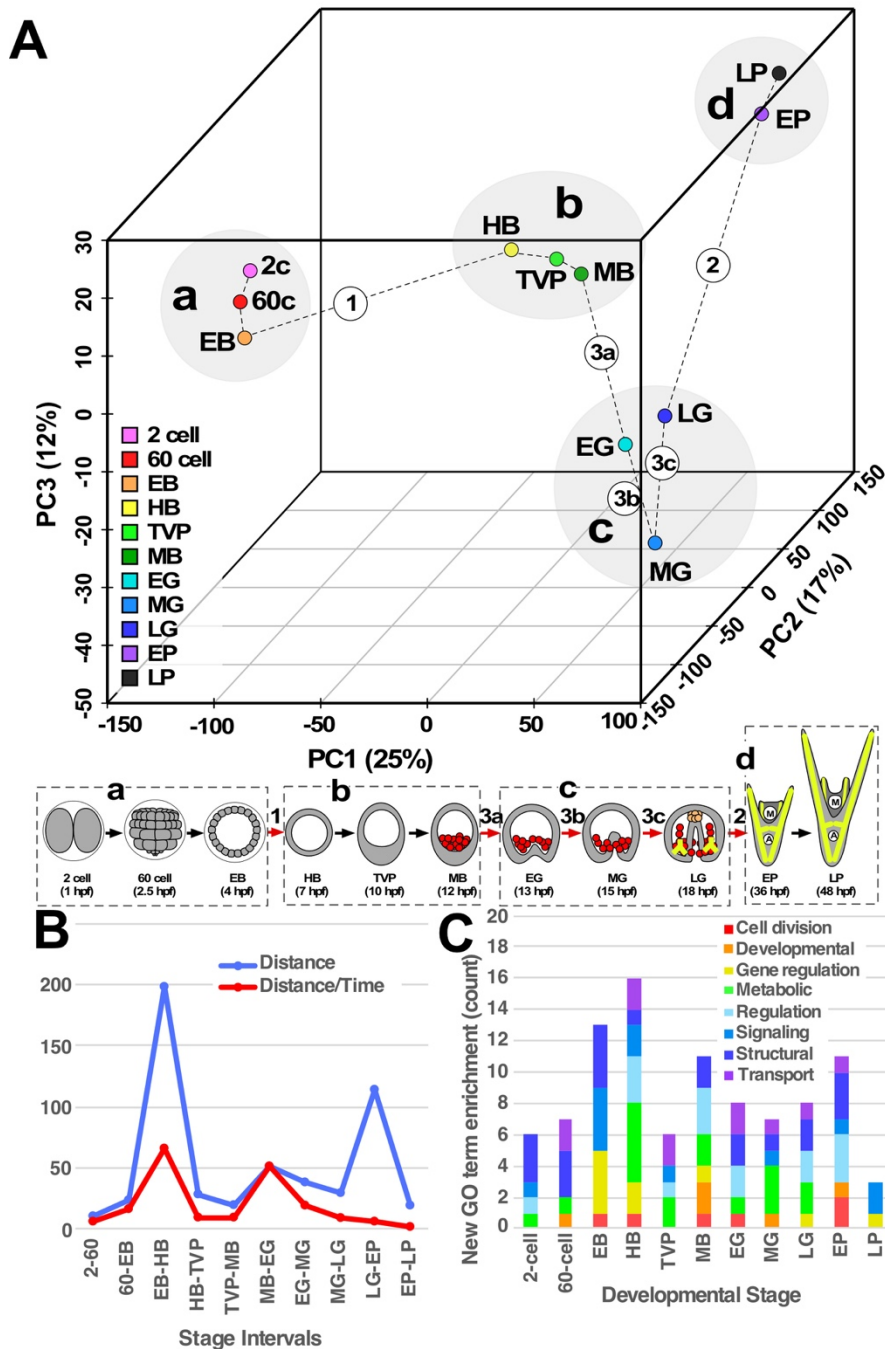 A
LP
d
EP
b
HB
TVP
MB
2
a
2c
60c
EB
1
3a
LG
EG
3c
3b
c
MG
30
20
10
0
-10
-20
-30
-40
-50
PC3 (12%)
2 cell
60 cell
EB
HB
TVP
MB
EG
MG
LG
EP
LP
-150
-100
-50
0
50
100
PC1 (25%)
-150
-100
-50
0
50
100
150
PC2 (17%)
a
1
b
3a
c
3b
3c
2
d
M
A
M
A
2 cell
(1 hpf)
60 cell
(2.5 hpf)
EB
(4 hpf)
HB
(7 hpf)
TVP
(10 hpf)
MB
(12 hpf)
EG
(13 hpf)
MG
(15 hpf)
LG
(18 hpf)
EP
(36 hpf)
LP
(48 hpf)
B
Distance
Distance/Time
200
150
100
50
0
2-60
60-EB
EB-HB
HB-TVP
TVP-MB
MB-EG
EG-MG
MG-LG
LG-EP
EP-LP
Stage Intervals
C
New GO term enrichment (count)
20
18
16
14
12
10
8
6
4
2
0
Cell division
Developmental
Gene regulation
Metabolic
Regulation
Signaling
Structural
Transport
2-cell
60-cell
EB
HB
TVP
MB
EG
MG
LG
EP
LP
Developmental Stage